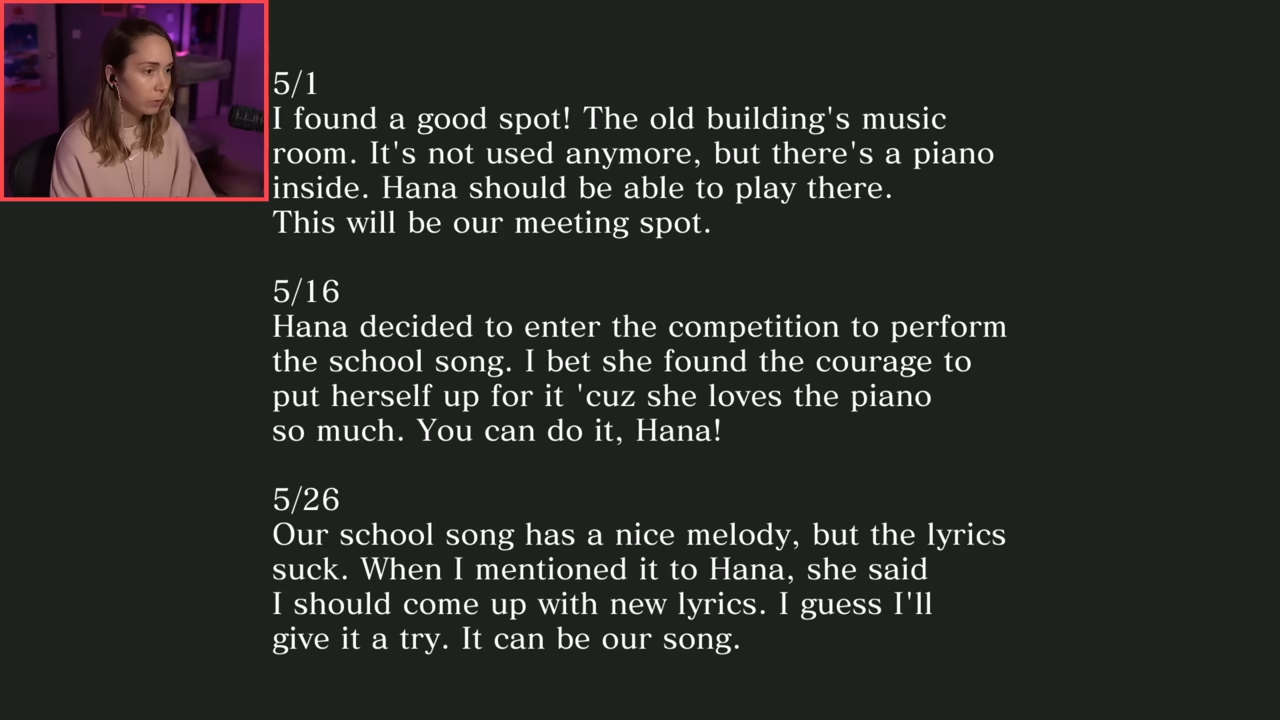 5/1
I found a good spot! The old building's music
room. It's not used anymore, but there's a piano
inside. Hana should be able to play there.
This will be our meeting spot.
5/16
Hana decided to enter the competition to perform
the school song. I bet she found the courage to
put herself up for it 'cuz she loves the piano
so much. You can do it, Hana!
5/26
Our school song has a nice melody, but the lyrics
suck. When I mentioned it to Hana, she said
I should come up with new lyrics. I guess I'll
give it a try. It can be our song.